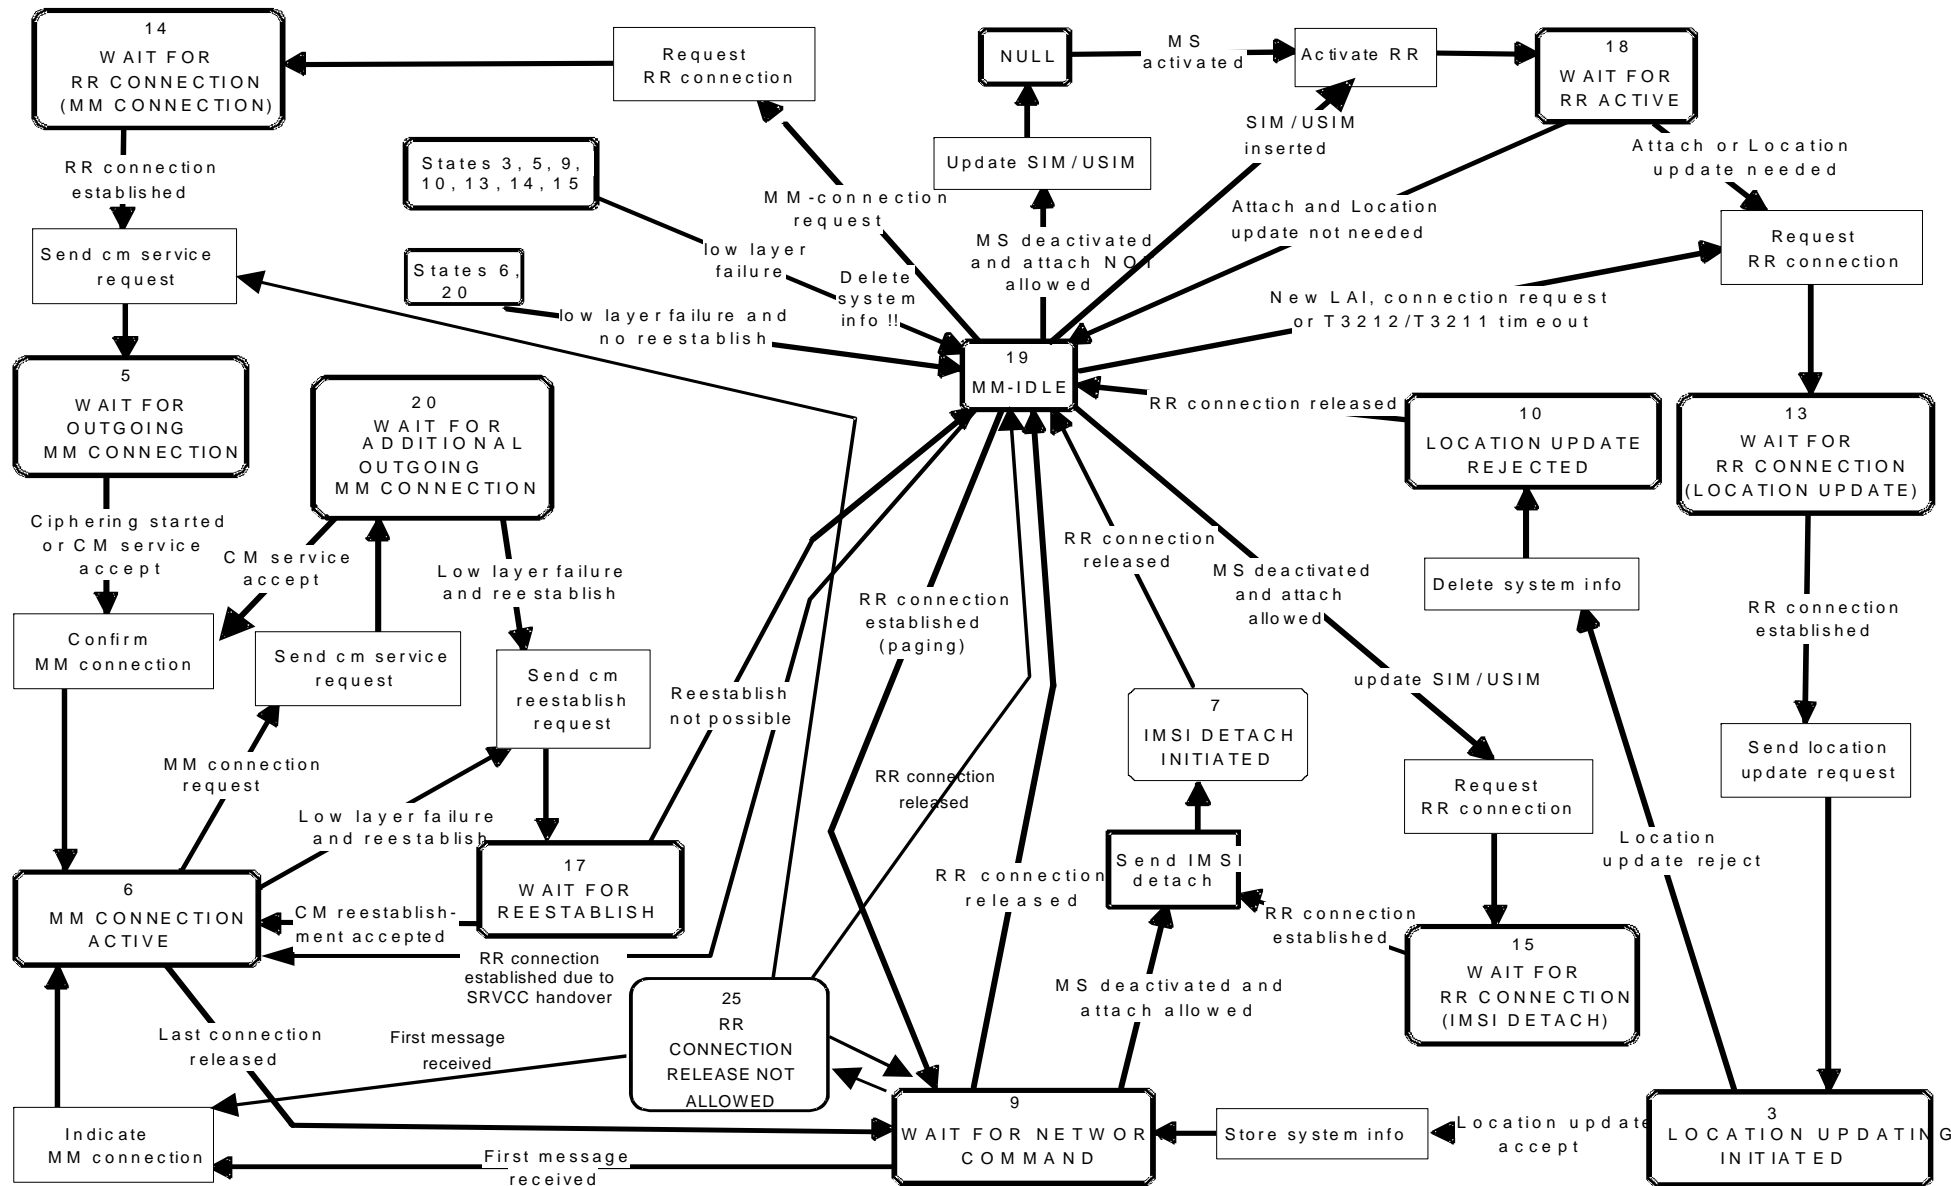 14
WAIT FOR
RR CONNECTION
(MM CONNECTION)
Request
RR connection
NULL
MS
activated
Activate RR
18
WAIT FOR
RR ACTIVE
RR connection
established
States 3, 5, 9,
10, 13, 14, 15
Update SIM/USIM
SIM/USIM
inserted
Attach or Location
update needed
MM-connection
request
Attach and Location
update not needed
Send cm service
request
low layer
failure
MS deactivated
and attach NOT
allowed
Request
RR connection
States 6,
20
Delete
system
info !!
low layer failure and
no reestablish
New LAI, connection request
or T3212/T3211 timeout
19
MM-IDLE
5
WAIT FOR
OUTGOING
MM CONNECTION
20
WAIT FOR
ADDITIONAL
OUTGOING
MM CONNECTION
RR connection released
10
LOCATION UPDATE
REJECTED
13
WAIT FOR
RR CONNECTION
(LOCATION UPDATE)
Ciphering started
or CM service
accept
CM service
accept
Low layer failure
and reestablish
RR connection
released
MS deactivated
and attach
allowed
Delete system info
RR connection
established
(paging)
RR connection
established
Confirm
MM connection
Send cm service
request
Send cm
reestablish
request
Reestablish
not possible
update SIM/USIM
7
IMSI DETACH
INITIATED
Send location
update request
MM connection
request
RR connection
released
Request
RR connection
Low layer failure
and reestablish
Location
update reject
17
WAIT FOR
REESTABLISH
RR connection
released
Send IMSI
detach
6
MM CONNECTION
ACTIVE
CM reestablish-
ment accepted
RR connection
established
RR connection
established due to
SRVCC handover
15
WAIT FOR
RR CONNECTION
(IMSI DETACH)
MS deactivated and
attach allowed
25
RR
CONNECTION
RELEASE NOT
ALLOWED
Last connection
released
First message
received
Indicate
MM connection
First message
received
9
WAIT FOR NETWOR
COMMAND
Store system info
Location update
accept
3
LOCATION UPDATING
INITIATED